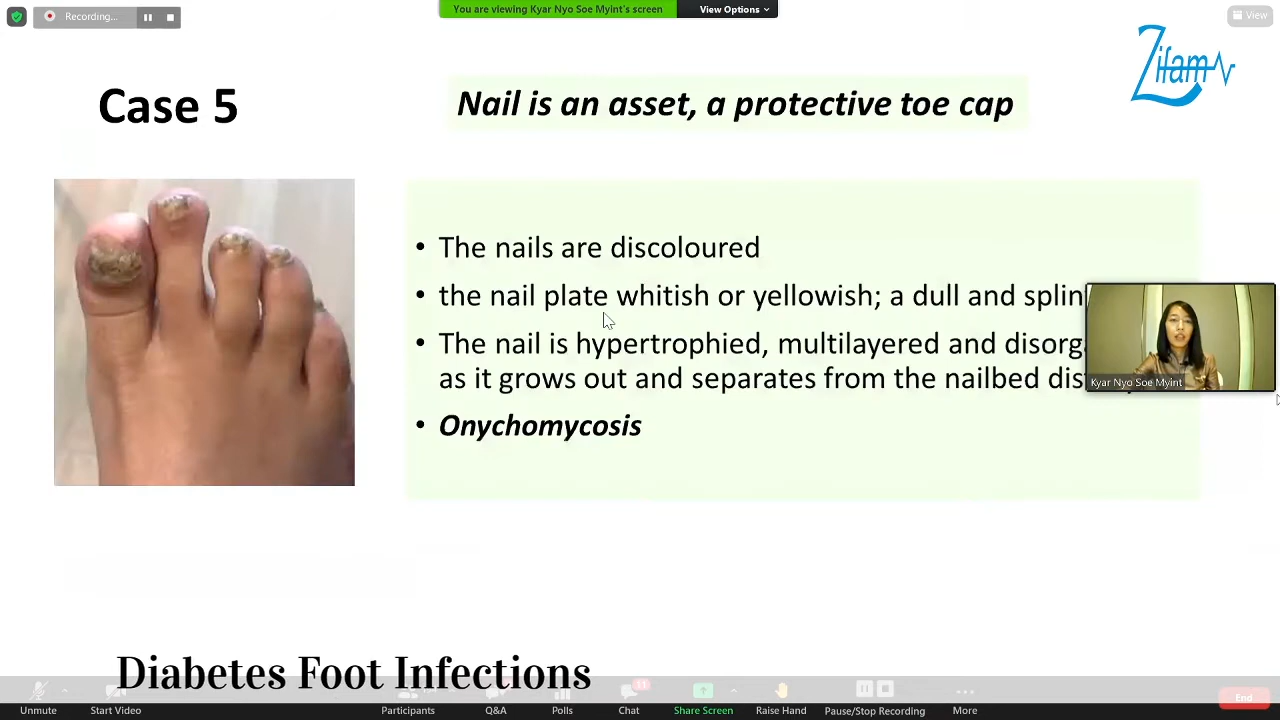 Recording...
You are viewing Kyar Nyo Soe Myint's screen
View Options
View
Zifam
Case 5
Nail is an asset, a protective toe cap
• The nails are discoloured
• the nail plate whitish or yellowish; a dull and
• The nail is hypertrophied, multilayered and
as it grows out and separates from the nailbed
• Onychomycosis
Kyar Nyo Soe Myint
Diabetes Foot Infections
11
Unmute
Start Video
Participants
Q&A
Polls
Chat
Share Screen
Raise Hand
Pause/Stop Recording
More
End